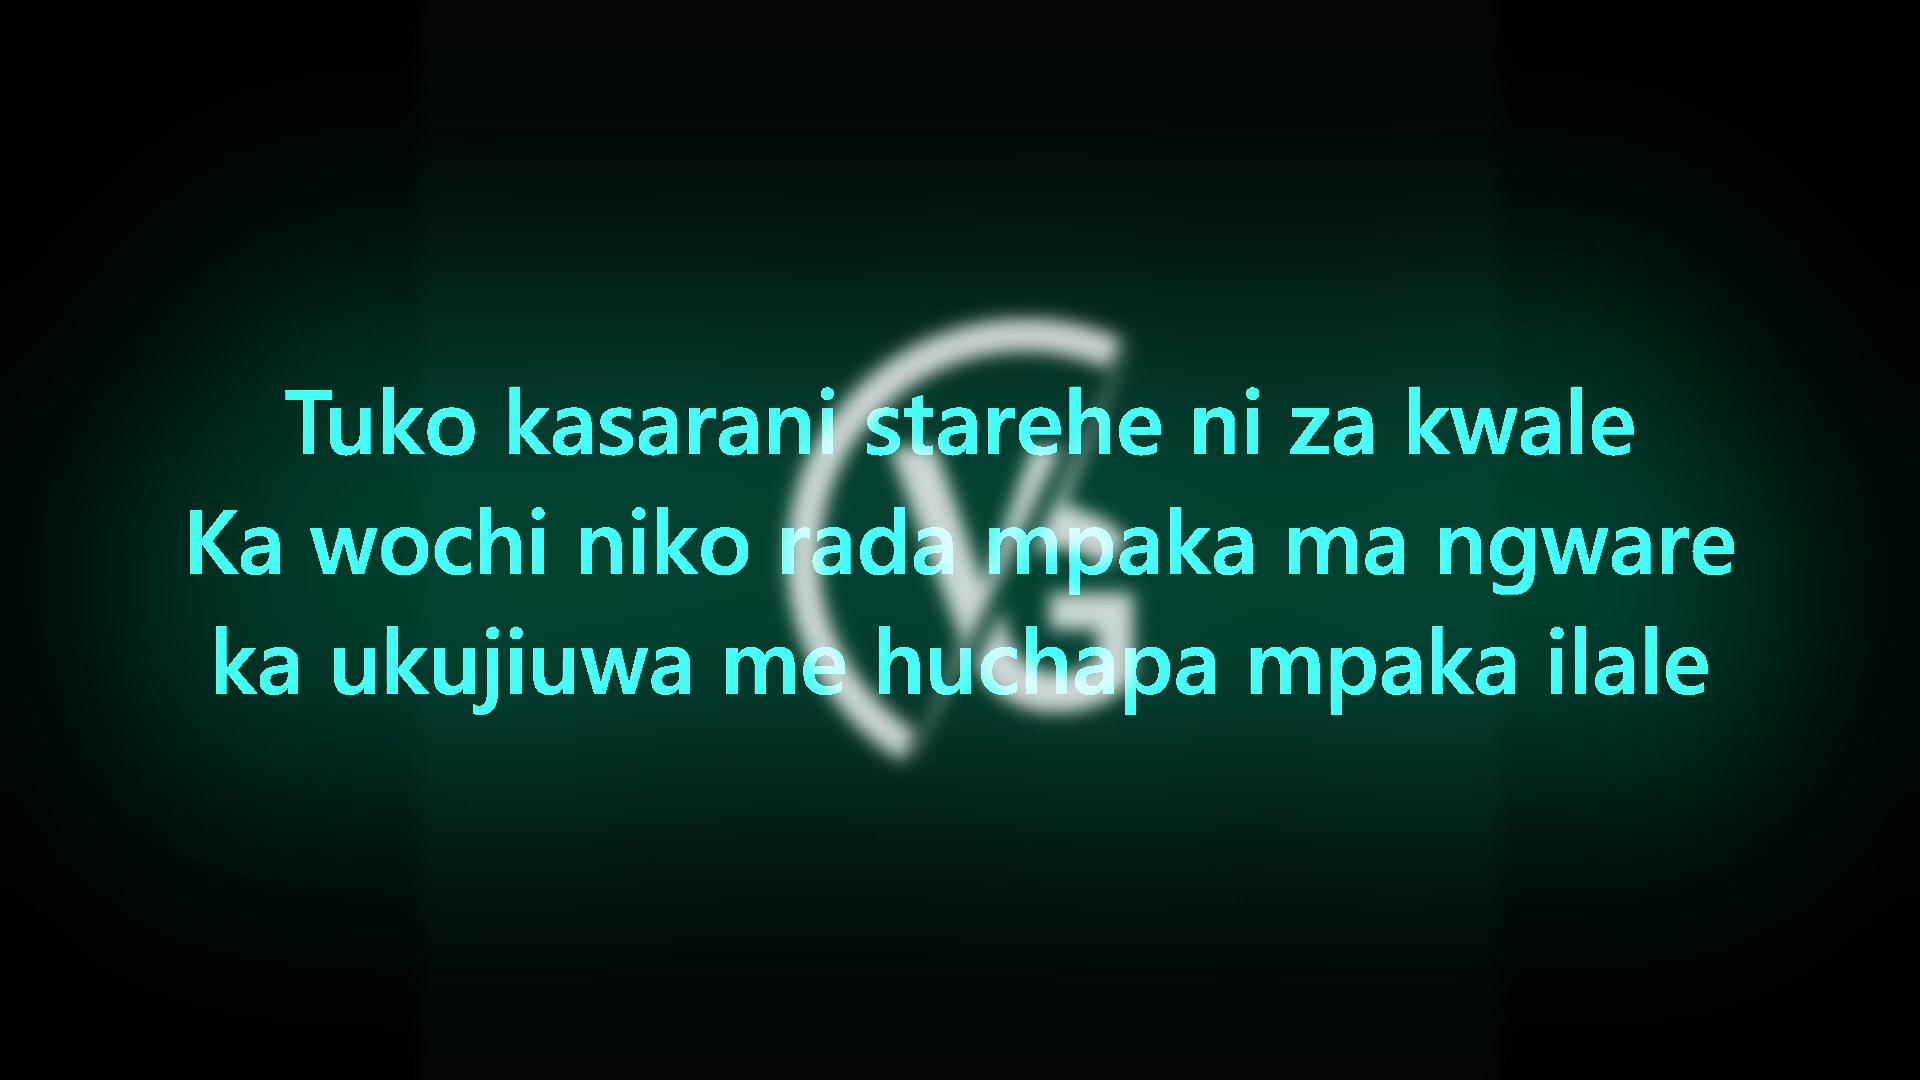 Tuko kasarani starehe ni za kwale
Ka wochi niko rada mpaka ma ngware
ka ukujiuwa me huchapa mpaka ilale
VG